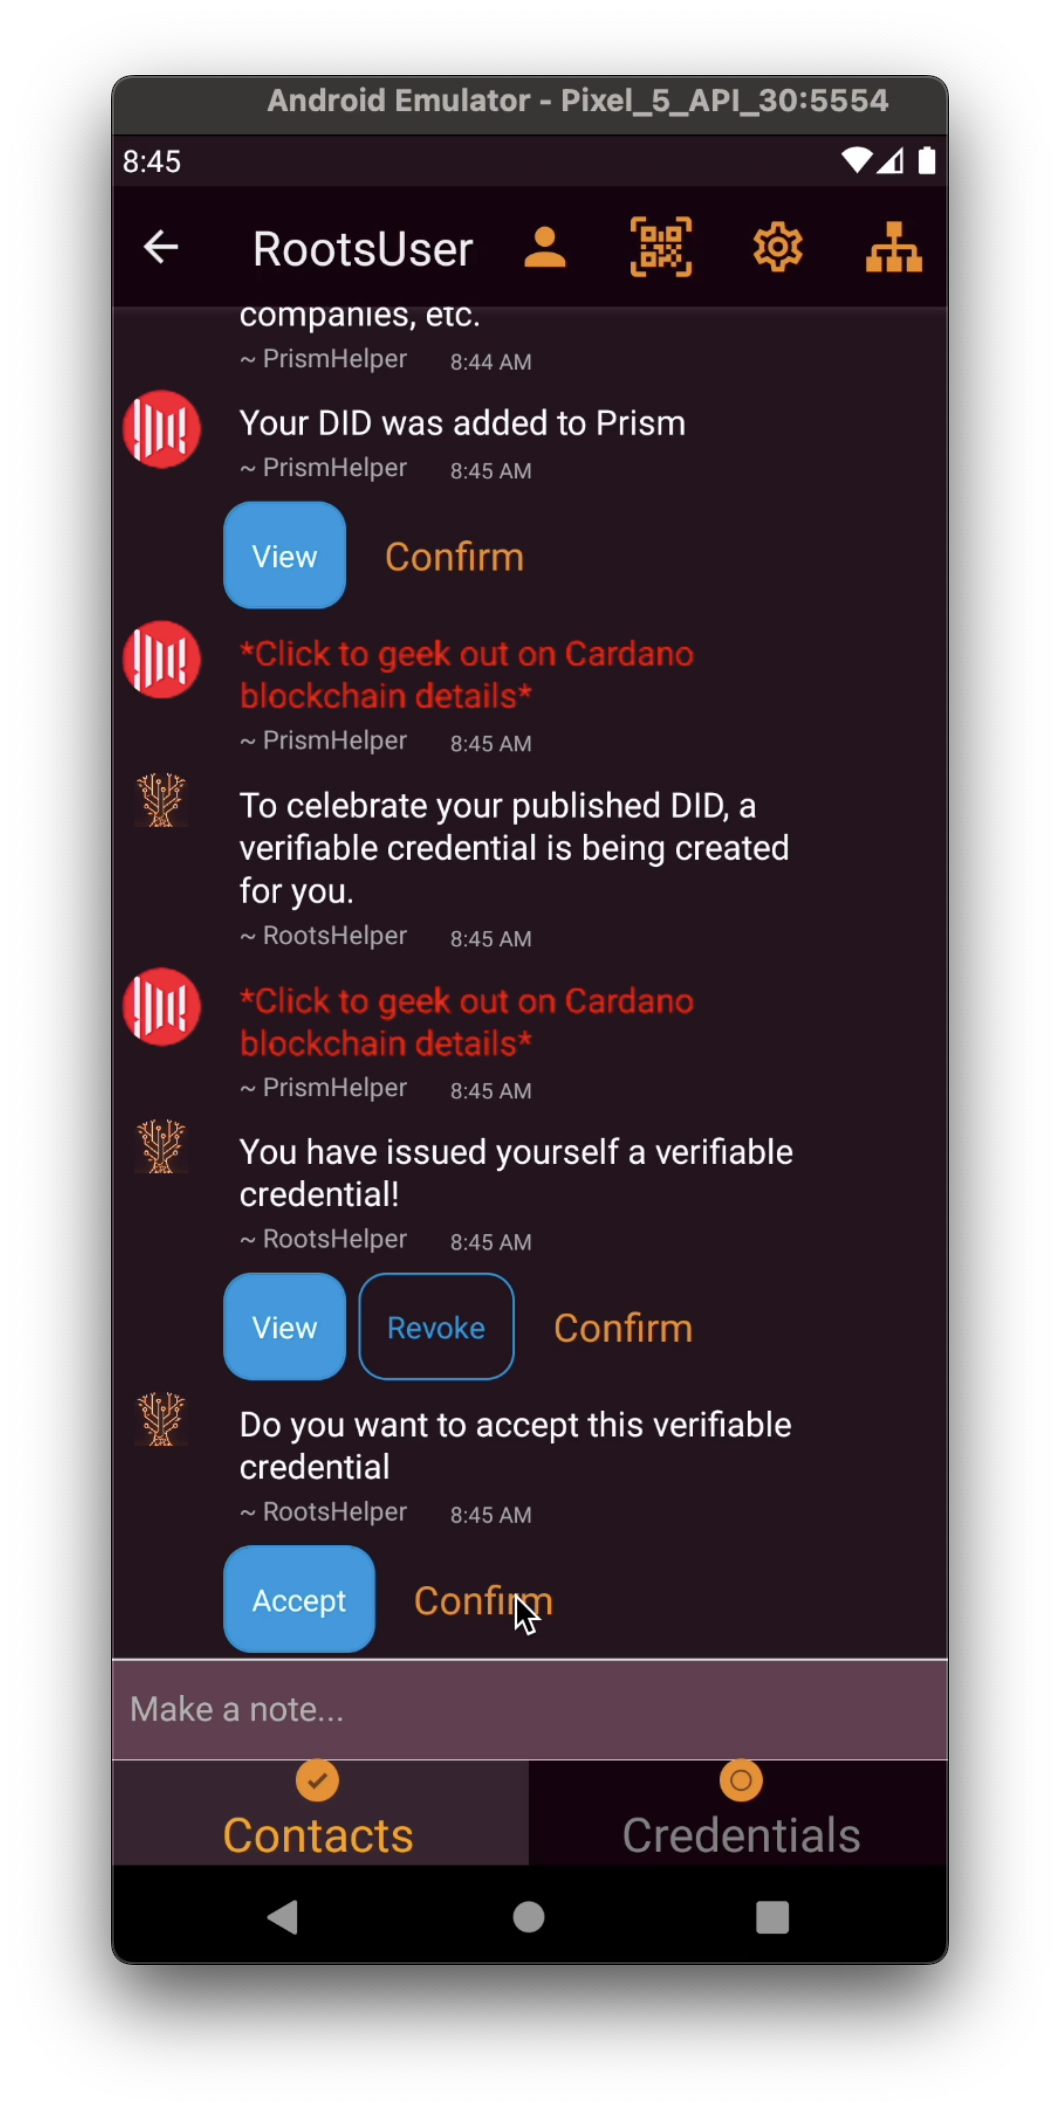 Android Emulator - Pixel_5_API_30:5554
8:45
RootsUser
companies, etc.
~ PrismHelper 8:44 AM
Your DID was added to Prism
~ PrismHelper 8:45 AM
View Confirm
*Click to geek out on Cardano
blockchain details*
~ PrismHelper 8:45 AM
To celebrate your published DID, a
verifiable credential is being created
for you.
~ RootsHelper 8:45 AM
*Click to geek out on Cardano
blockchain details*
~ PrismHelper 8:45 AM
You have issued yourself a verifiable
credential!
~ RootsHelper 8:45 AM
View Revoke Confirm
Do you want to accept this verifiable
credential
~ RootsHelper 8:45 AM
Accept Confirm
Make a note...
Contacts Credentials